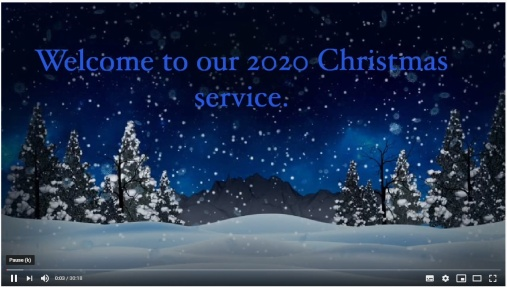 Welcome to our 2020 Christmas
service.
Pause (k)
0:03 / 30:18